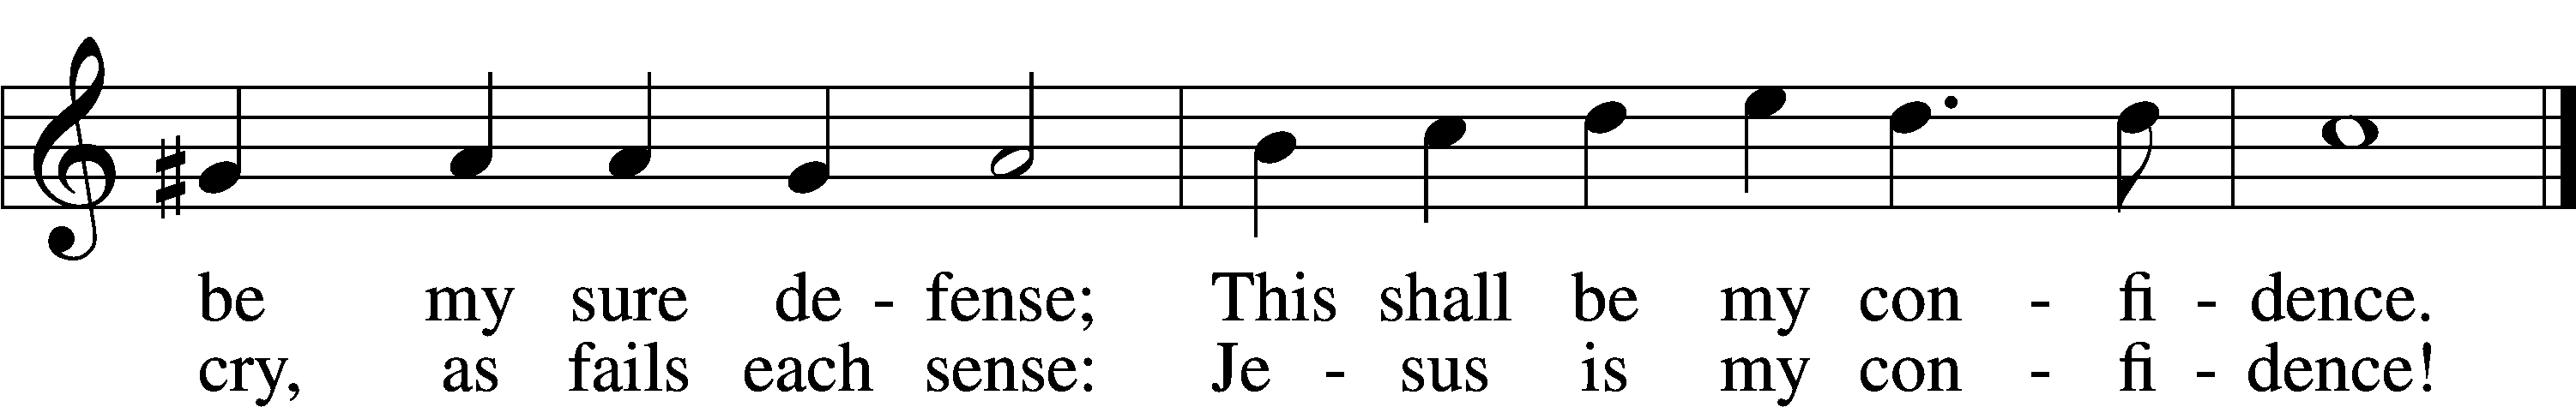 be my sure de - fense; This shall be my con - fi - dence.
cry, as fails each sense: Je - sus is my con - fi - dence!